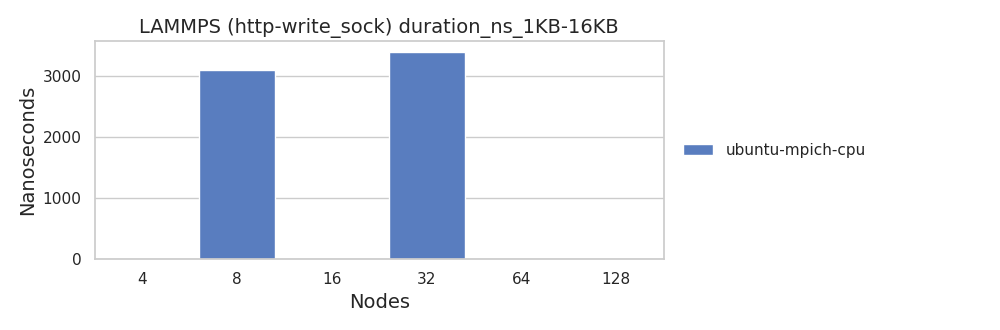 LAMMPS (http-write_sock) duration_ns_1KB-16KB
Nanoseconds
3000
2000
1000
0
4 8 16 32 64 128
Nodes
ubuntu-mpich-cpu